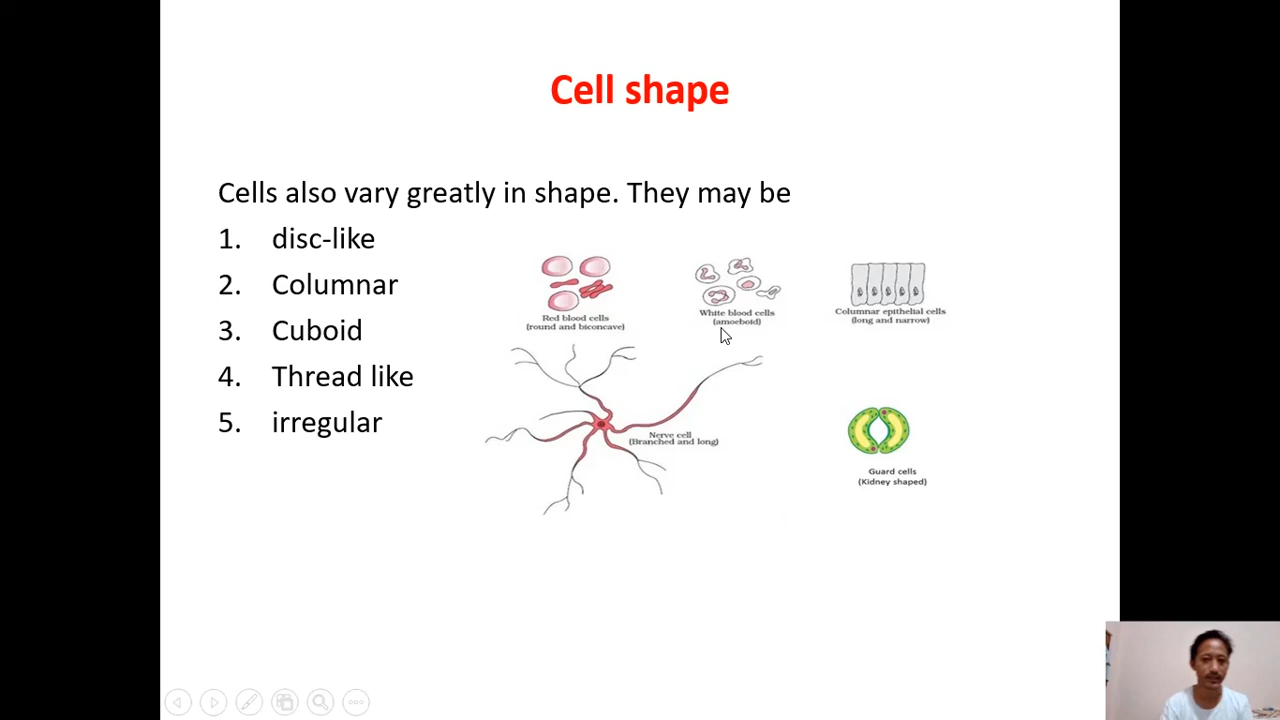 Cell shape
Cells also vary greatly in shape. They may be
1. disc-like
2. Columnar
3. Cuboid
4. Thread like
5. irregular
Red blood cells
(round and biconcave)
White blood cells
(amoeboid)
Columnar epithelial cells
(long and narrow)
Nerve cell
(Branched and long)
Guard cells
(Kidney shaped)